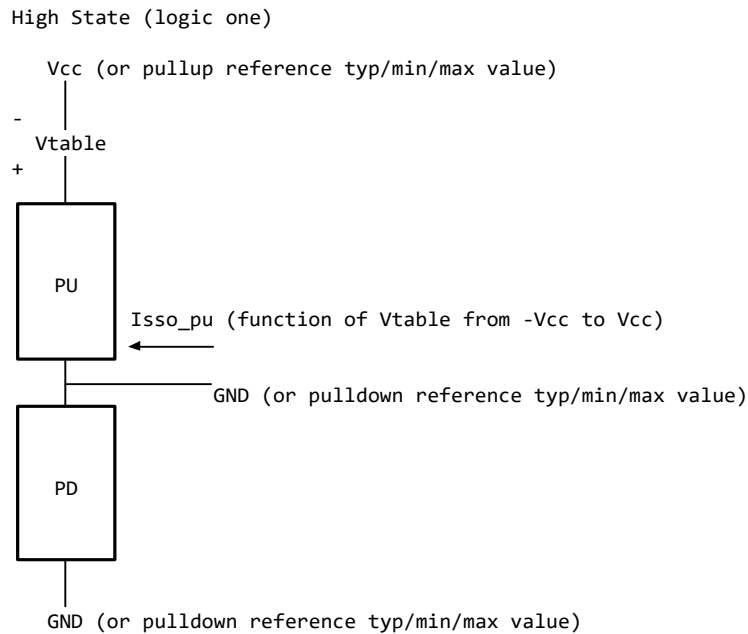 High State (logic one)
Vcc (or pullup reference typ/min/max value)
-
Vtable
+
PU
Isso_pu (function of Vtable from -Vcc to Vcc)
GND (or pulldown reference typ/min/max value)
PD
GND (or pulldown reference typ/min/max value)